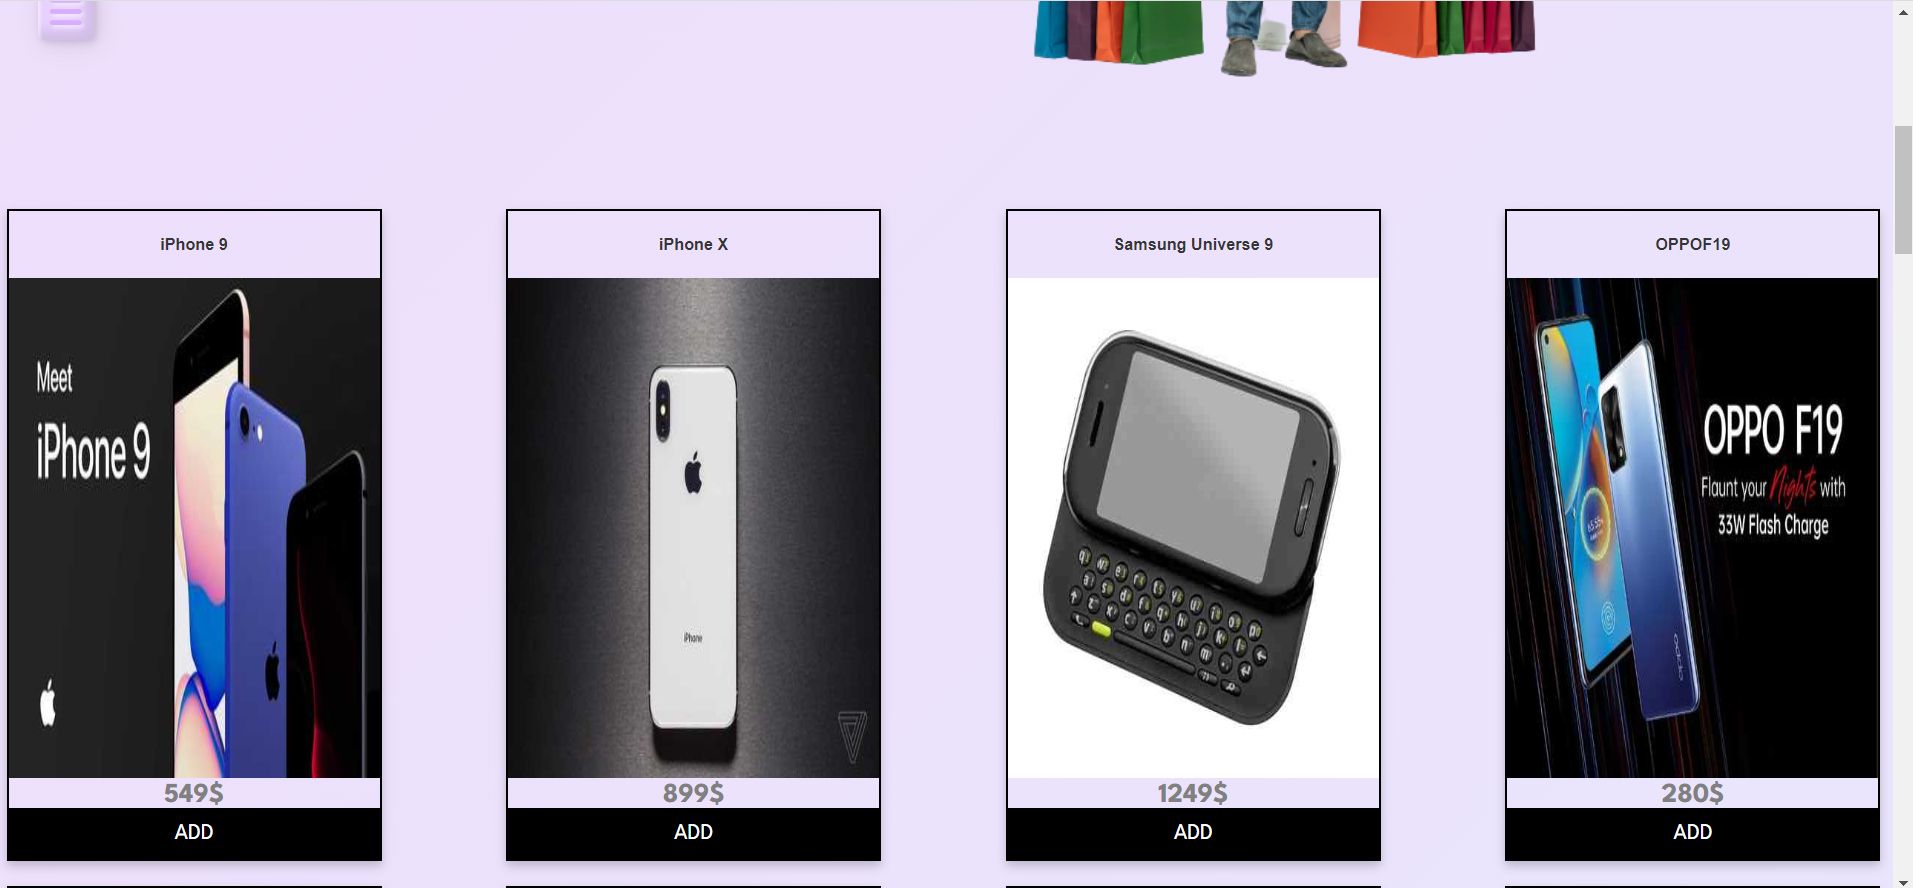 iPhone 9
iPhone X
Samsung Universe 9
OPPOF19
Meet
iPhone 9
iPhone
OPPO F19
Flaunt your Nights with
33W Flash Charge
oppo
549$
899$
1249$
280$
ADD
ADD
ADD
ADD